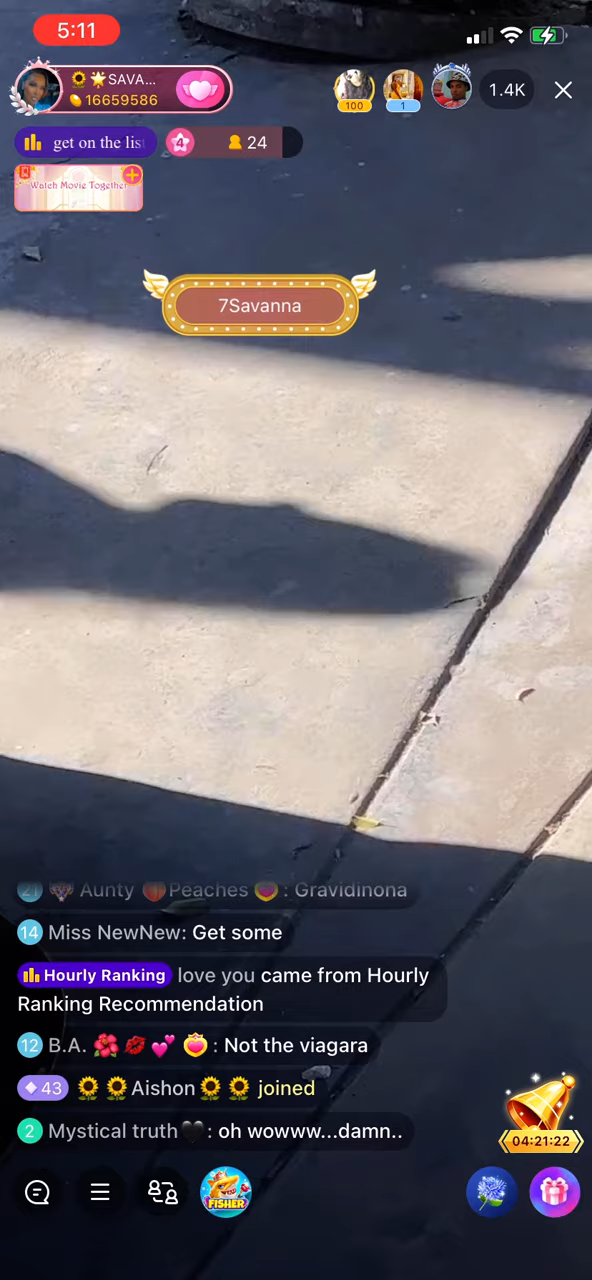 5:11
SAVA...
16659586
100
1
1.4K
get on the list
4
24
Watch Movie Together
7Savanna
21 Aunty Peaches : Gravidinona
14 Miss NewNew: Get some
Hourly Ranking love you came from Hourly
Ranking Recommendation
12 B.A. : Not the viagara
43 Aishon joined
2 Mystical truth : oh wowww...damn..
04:21:22
FISHER